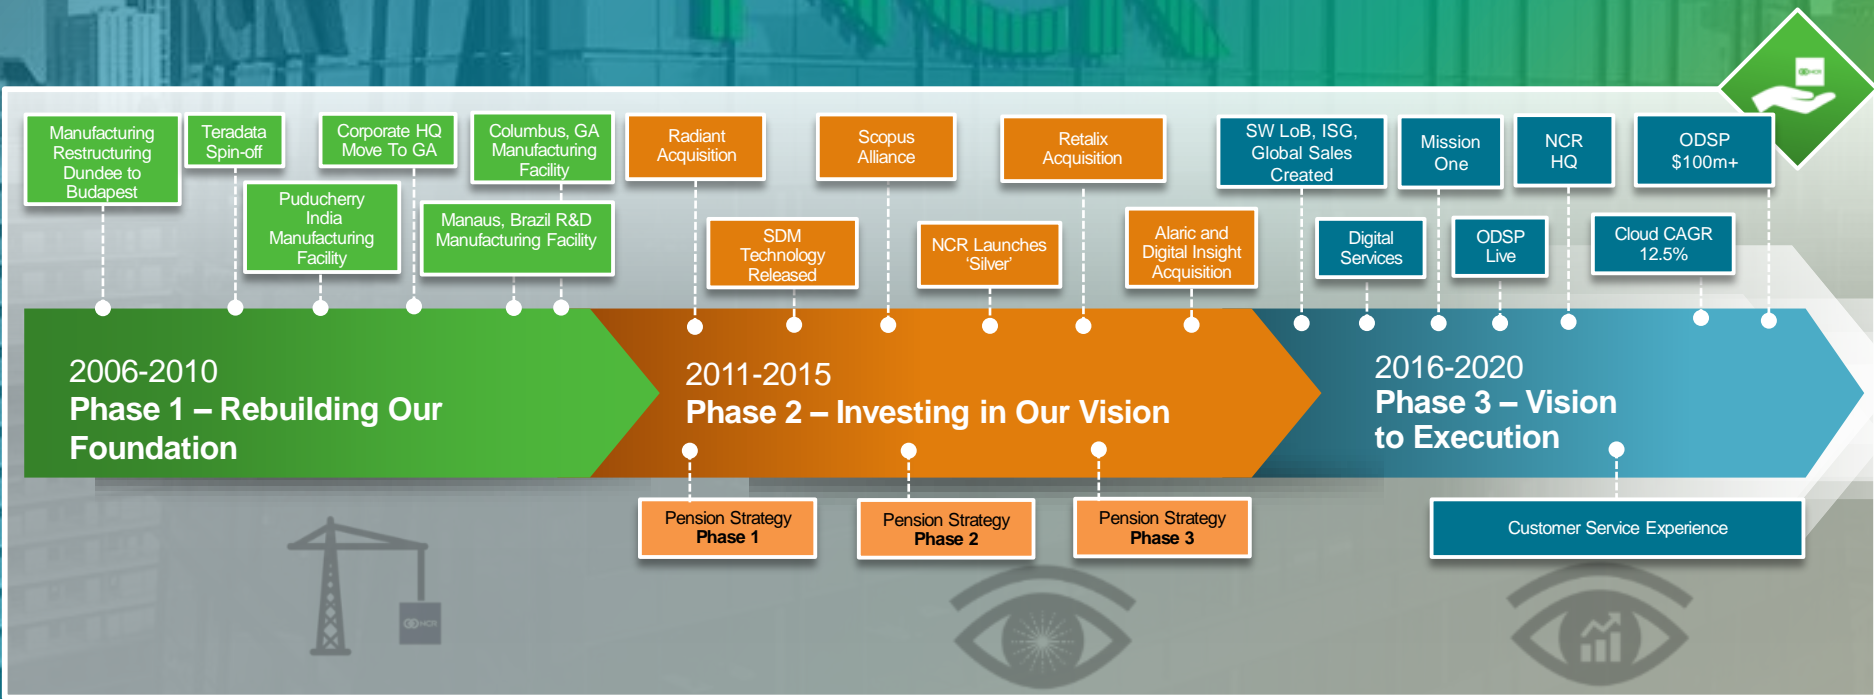 NCR
NCR
Manufacturing
Restructuring
Dundee to
Budapest
Teradata
Spin-off
Puducherry
India
Manufacturing
Facility
Corporate HQ
Move To GA
Columbus, GA
Manufacturing
Facility
Manaus, Brazil R&D
Manufacturing Facility
Radiant
Acquisition
SDM
Technology
Released
Scopus
Alliance
NCR Launches
‘Silver’
Retalix
Acquisition
Alaric and
Digital Insight
Acquisition
SW LoB, ISG,
Global Sales
Created
Digital
Services
Mission
One
ODSP
Live
NCR
HQ
Cloud CAGR
12.5%
ODSP
$100m+
2006-2010
Phase 1 – Rebuilding Our
Foundation
2011-2015
Phase 2 – Investing in Our Vision
2016-2020
Phase 3 – Vision
to Execution
Pension Strategy
Phase 1
Pension Strategy
Phase 2
Pension Strategy
Phase 3
Customer Service Experience
NCR